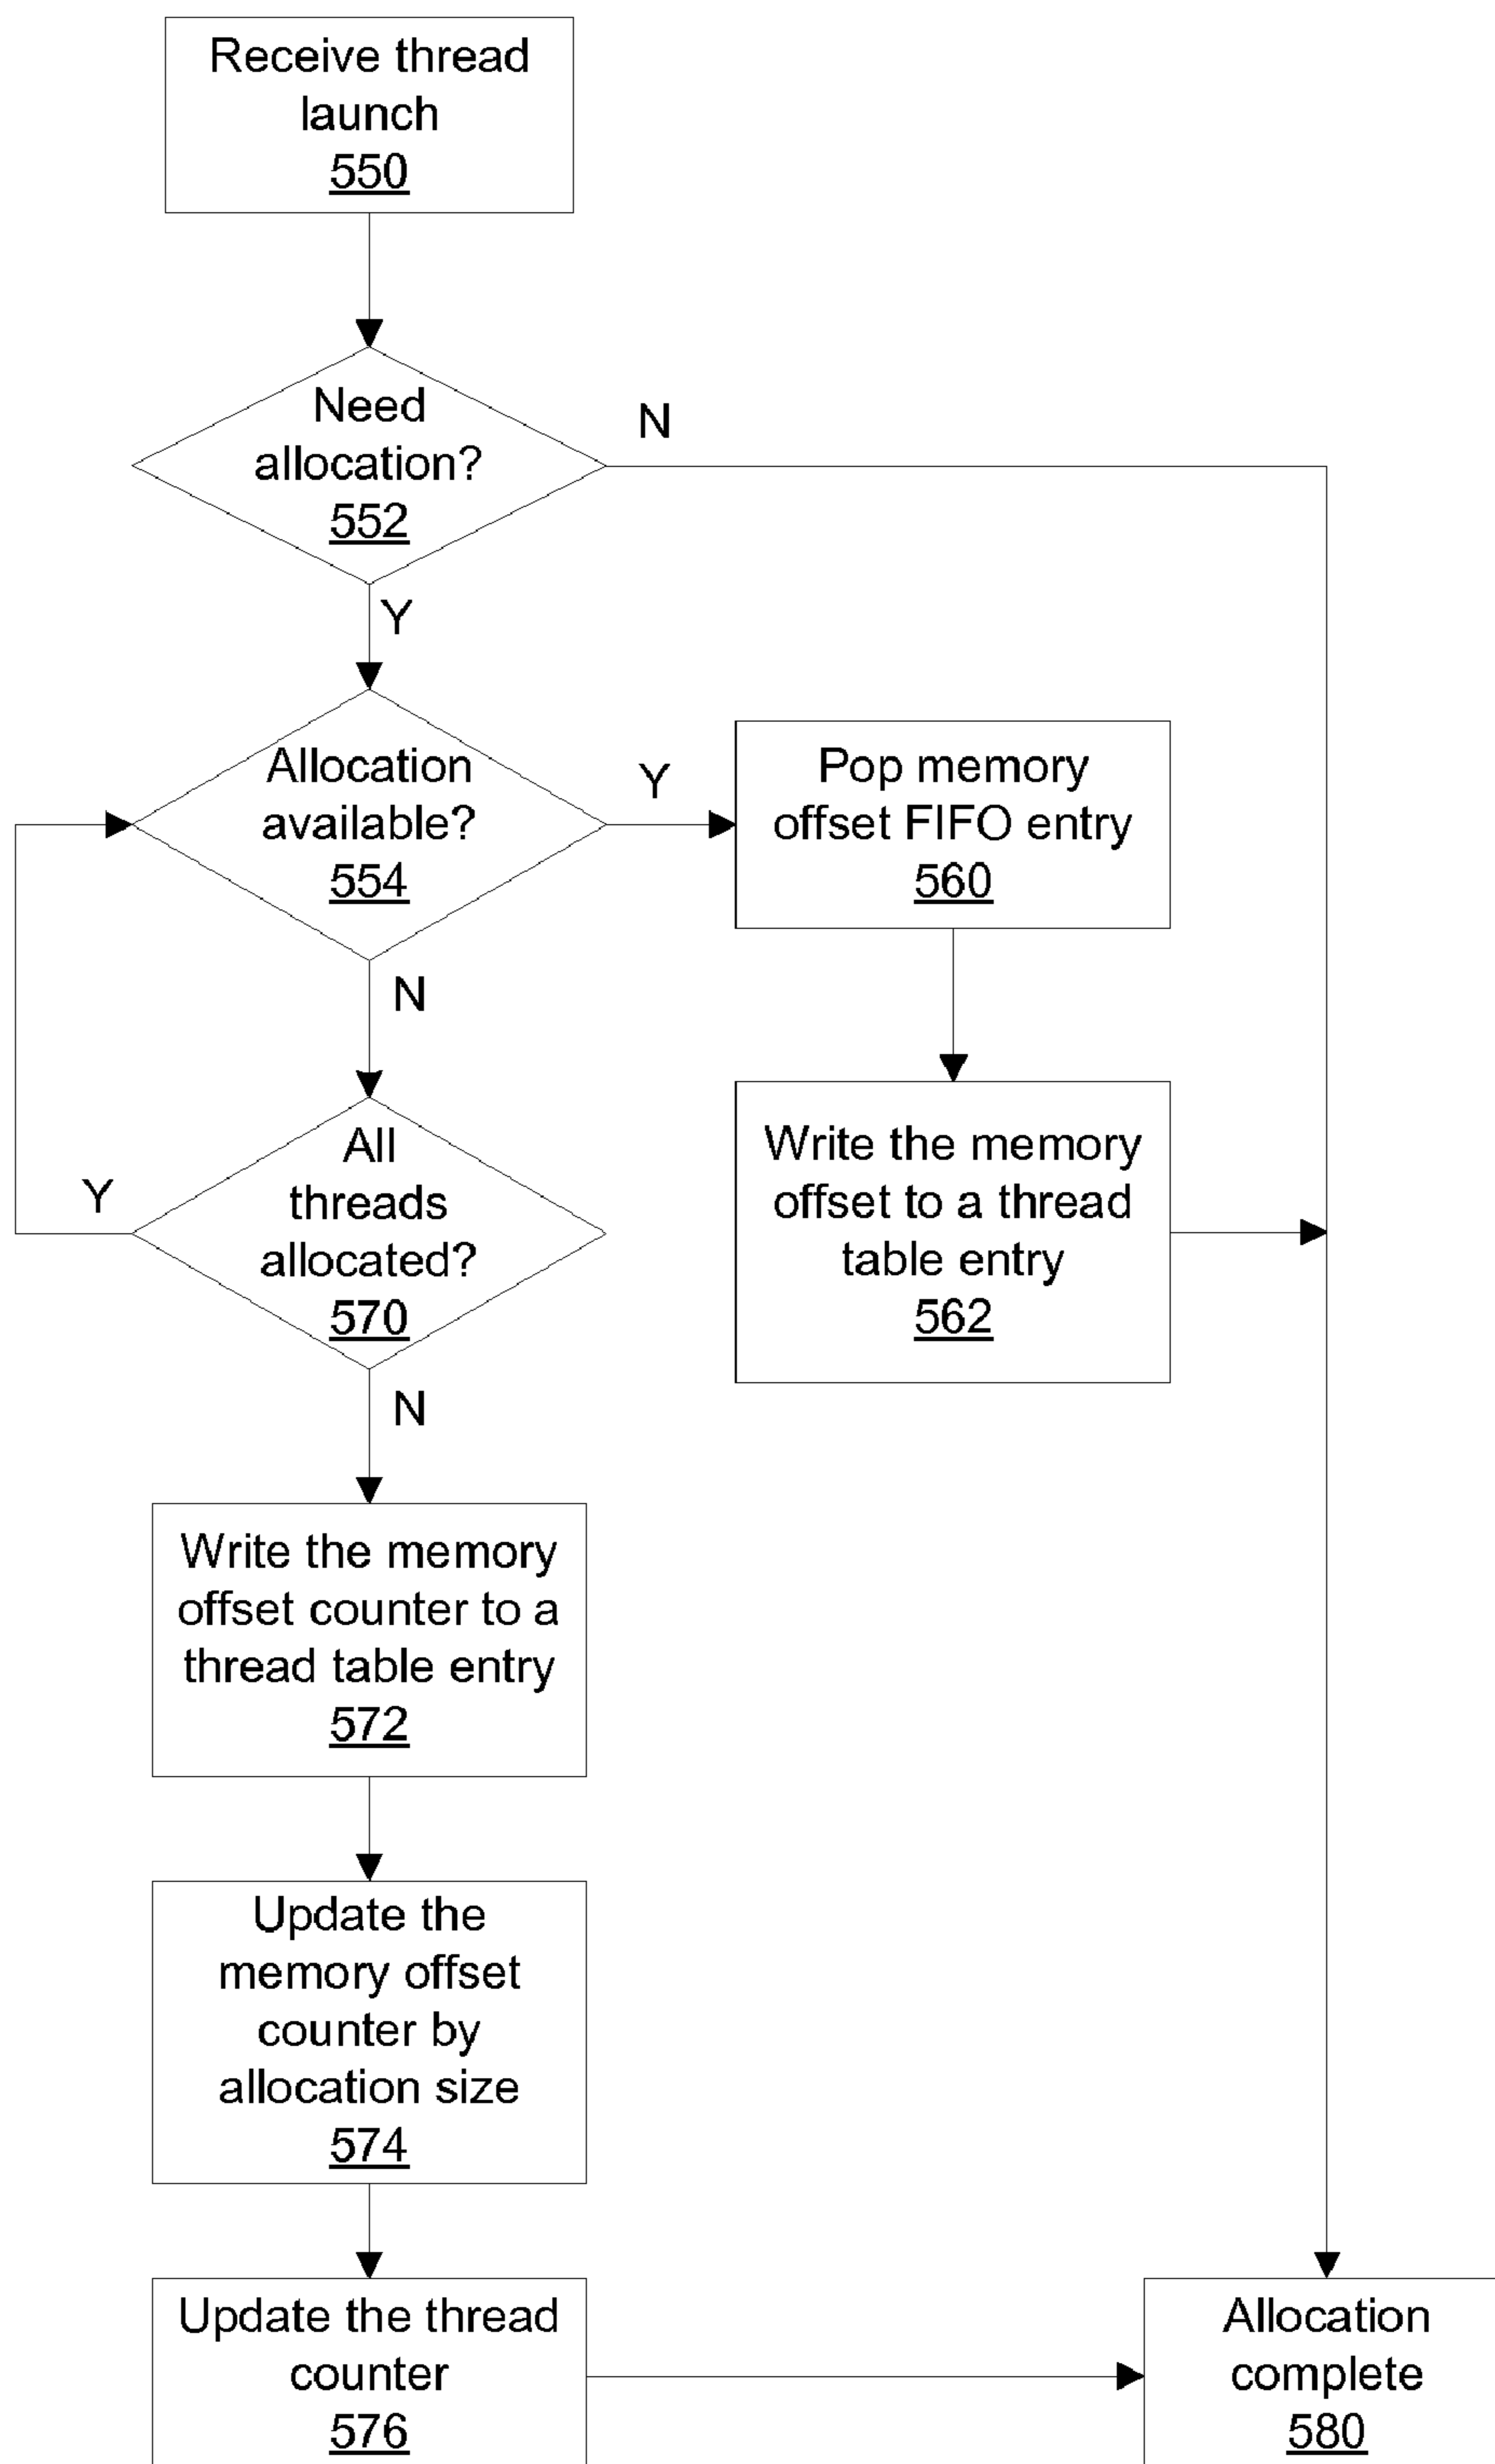 Receive thread
launch
550
Need
allocation?
552
N
Y
Allocation
available?
554
Y
Pop memory
offset FIFO entry
560
N
All
threads
allocated?
570
Y
Write the memory
offset to a thread
table entry
562
N
Write the memory
offset counter to a
thread table entry
572
Update the
memory offset
counter by
allocation size
574
Update the thread
counter
576
Allocation
complete
580